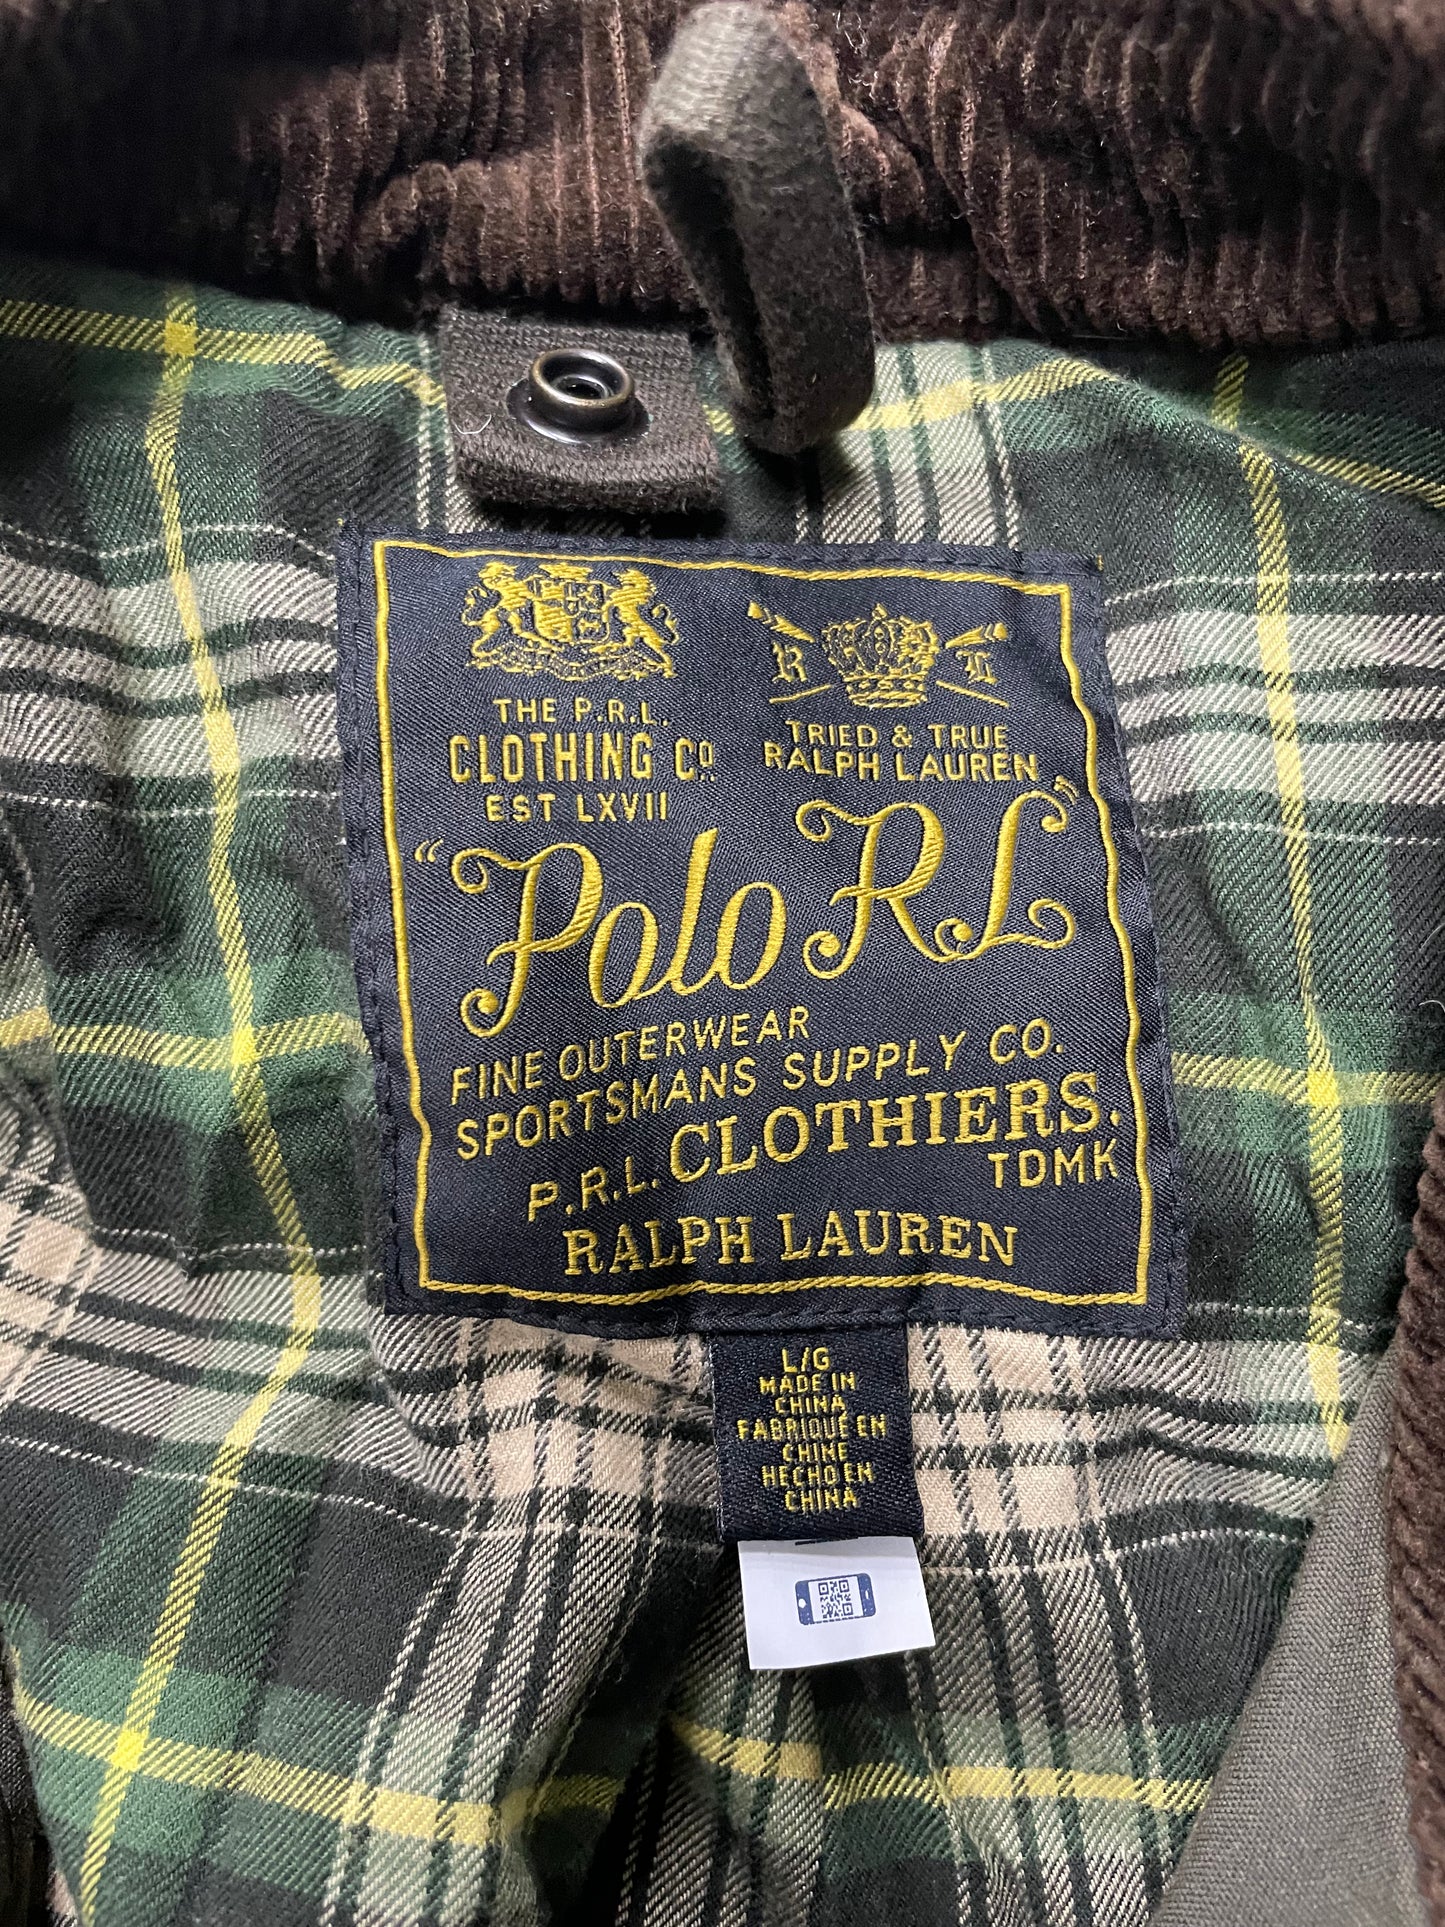 THE P.R.L.
CLOTHING Co.
EST LXVII
R L
TRIED & TRUE
RALPH LAUREN
"Polo RL"
FINE OUTERWEAR
SPORTSMANS SUPPLY CO.
P.R.L. CLOTHIERS.
TDMK
RALPH LAUREN
L/G
MADE IN
CHINA
FABRIQUÉ EN
CHINE
HECHO EN
CHINA